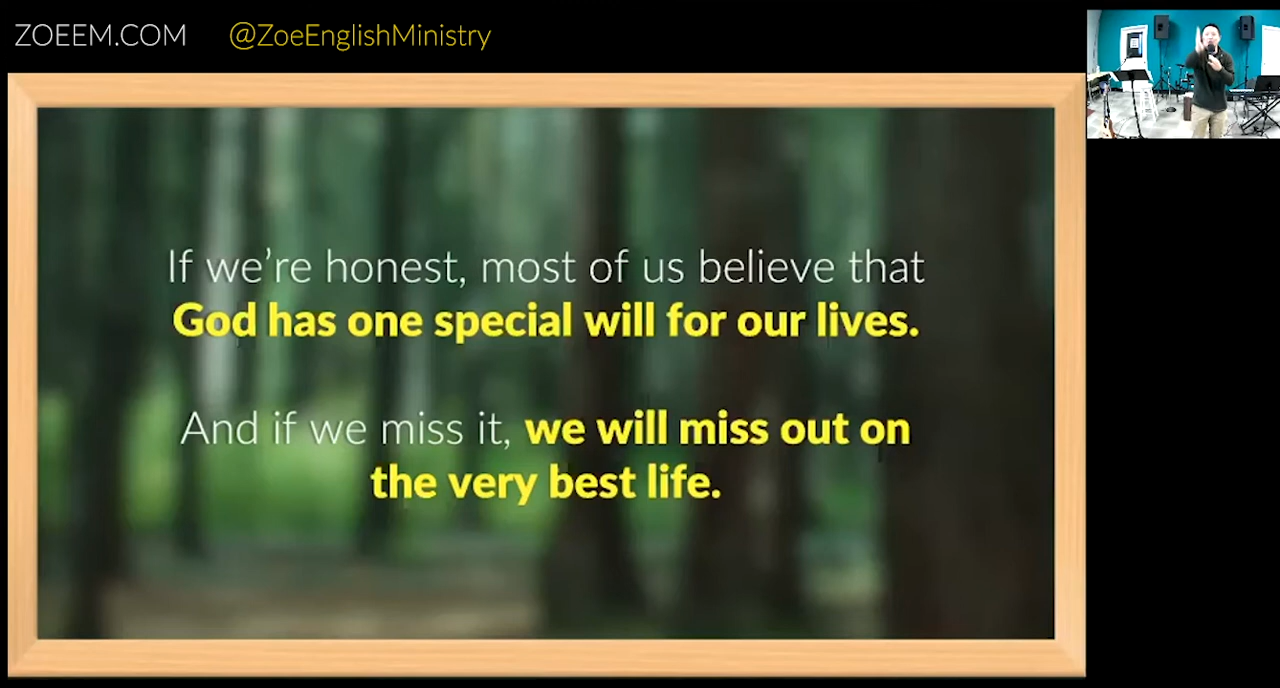 ZOEEM.COM @ZoeEnglishMinistry
If we're honest, most of us believe that
God has one special will for our lives.
And if we miss it, we will miss out on
the very best life.